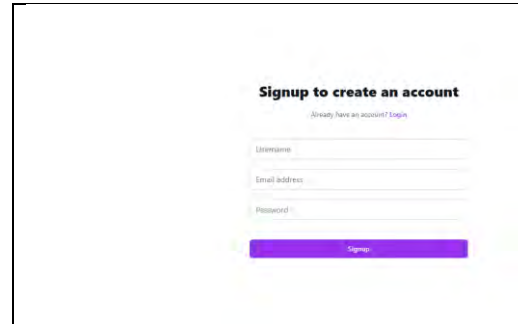 Signup to create an account
Already have an account? Login
Username
Email address
Password
Signup